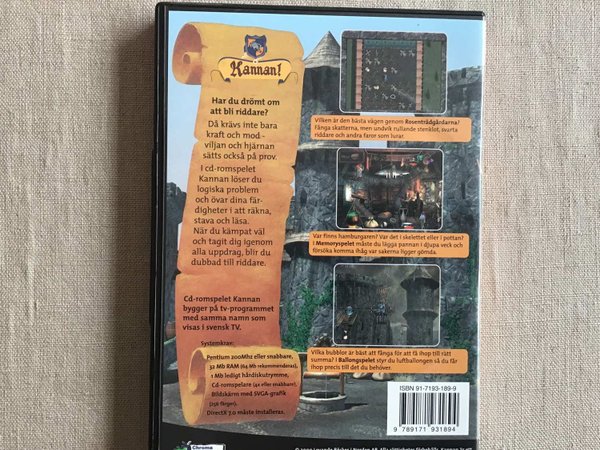 Kannan!
Har du drömt om
att bli riddare?
Då krävs inte bara
kraft och mod -
viljan och hjärnan
sätts också på prov.
I cd-romspelet
Kannan löser du
logiska problem
och övar dina fär-
digheter i att räkna,
stava och läsa.
När du kämpat väl
och tagit dig igenom
alla uppdrag, blir du
dubbad till riddare.
Cd-romspelet Kannan
bygger på tv-programmet
med samma namn som
visas i svensk TV.
Systemkrav:
Pentium 200Mhz eller snabbare,
32 Mb RAM (64 Mb rekommenderas),
1 Mb ledigt hårdiskutrymme,
Cd-romspelare (4x eller snabbare),
Bildskärm med SVGA-grafik
(256 färger).
DirectX 7.0 måste installeras.
Vilken är den bästa vägen genom Rosenträdgårdarna?
Fånga skatterna, men undvik rullande stenklot, svurta
riddare och andra faror som lurar.
Var finns hamburgaren? Var det i skelettet eller i pottan?
I Memoryspelet måste du lägga pannan i djupa veck och
försöka komma ihåg var sakerna ligger gömda.
Vilka bubblor är bäst att fånga för att få ihop till rätt
summa? I Ballongspelet styr du luftballongen så du får
ihop precis till det du behöver.
ISBN 91-7193-189-9
9 789171 931894
Chroma